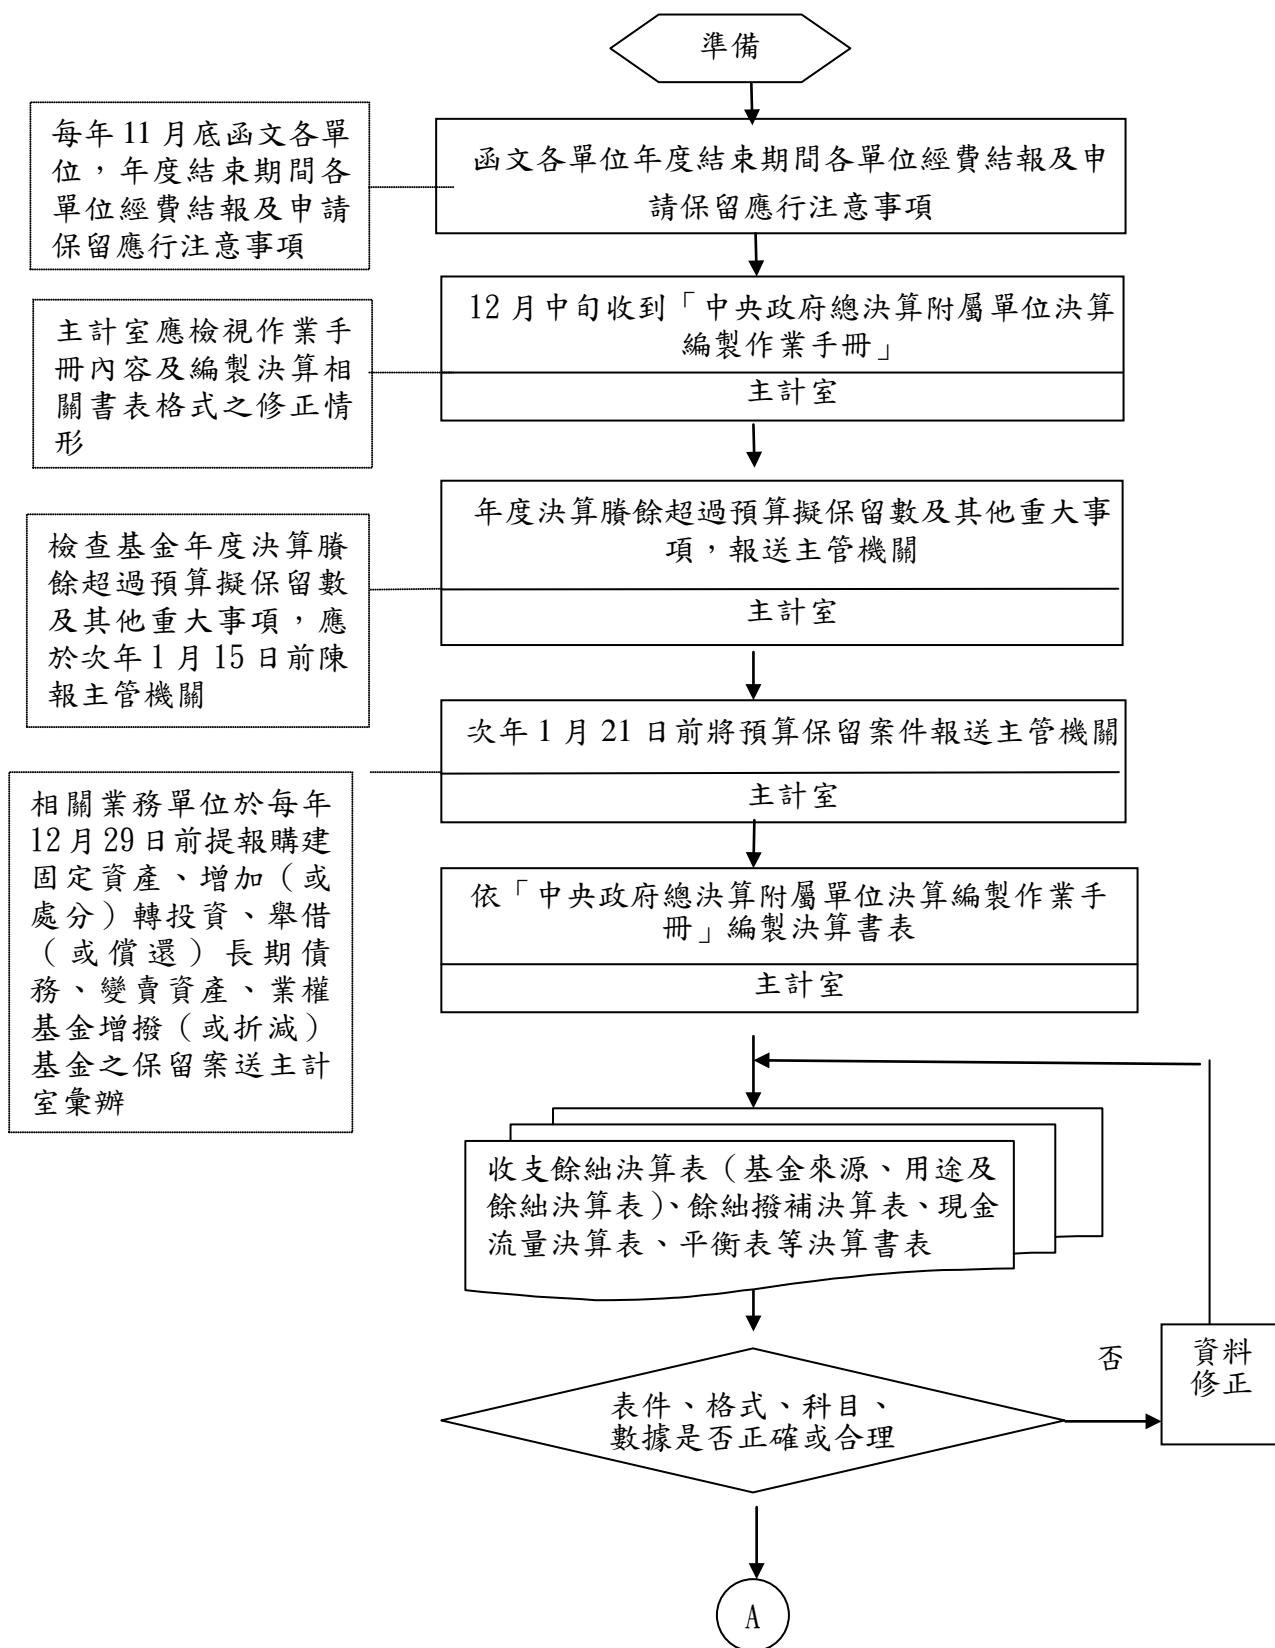 準備
每年 11 月底函文各單
位，年度結束期間各
單位經費結報及申請
保留應行注意事項
函文各單位年度結束期間各單位經費結報及申
請保留應行注意事項
主計室應檢視作業手
冊內容及編製決算相
關書表格式之修正情
形
12 月中旬收到「中央政府總決算附屬單位決算
編製作業手冊」
主計室
檢查基金年度決算賸
餘超過預算擬保留數
及其他重大事項，應
於次年 1 月 15 日前陳
報主管機關
年度決算賸餘超過預算擬保留數及其他重大事
項，報送主管機關
主計室
次年 1 月 21 日前將預算保留案件報送主管機關
主計室
相關業務單位於每年
12 月 29 日前提報購建
固定資產、增加（或
處分）轉投資、舉借
（或償還）長期債
務、變賣資產、業權
基金增撥（或折減）
基金之保留案送主計
室彙辦
依「中央政府總決算附屬單位決算編製作業手
冊」編製決算書表
主計室
收支餘絀決算表（基金來源、用途及
餘絀決算表）、餘絀撥補決算表、現金
流量決算表、平衡表等決算書表
否
資料
修正
表件、格式、科目、
數據是否正確或合理
A